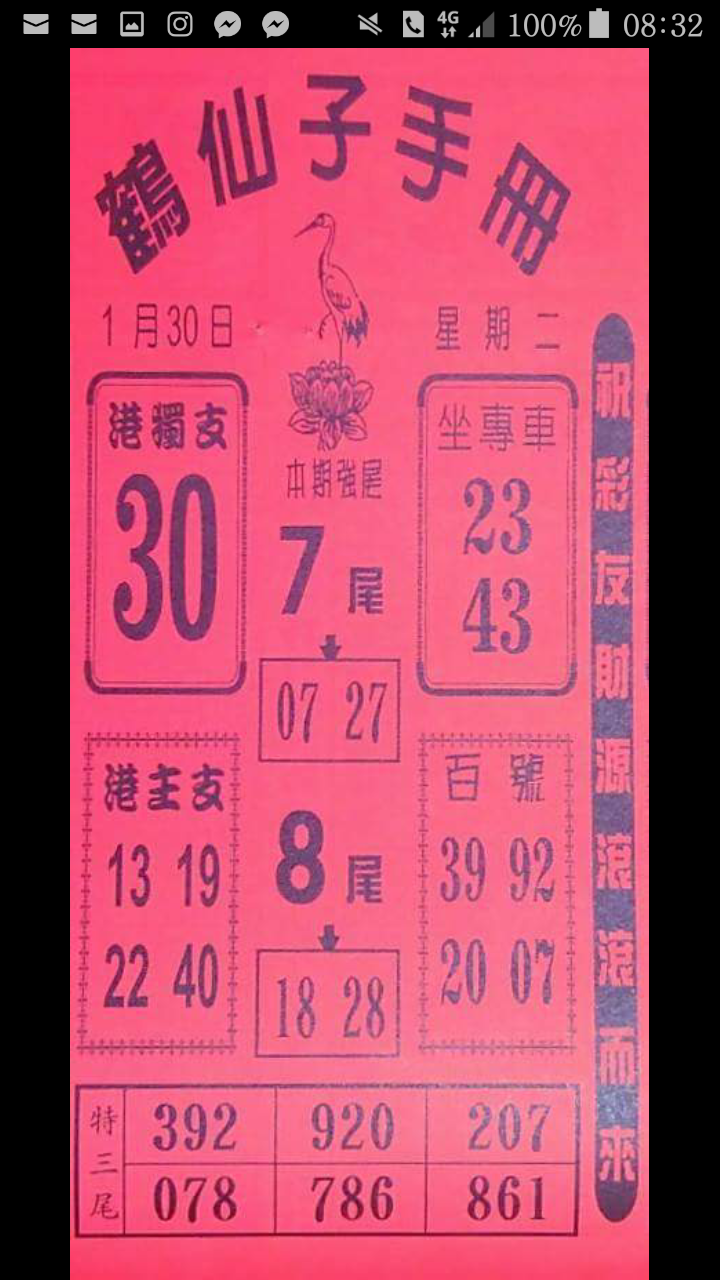 4G 100% 08:32
鶴仙子手冊
1月30日
星期二
港獨支
30
本期強尾
7尾
07 27
坐專車
23
43
港主支
13 19
22 40
8尾
18 28
百號
39 92
20 07
特三尾
392 920 207
078 786 861
祝彩友財源滾滾而來